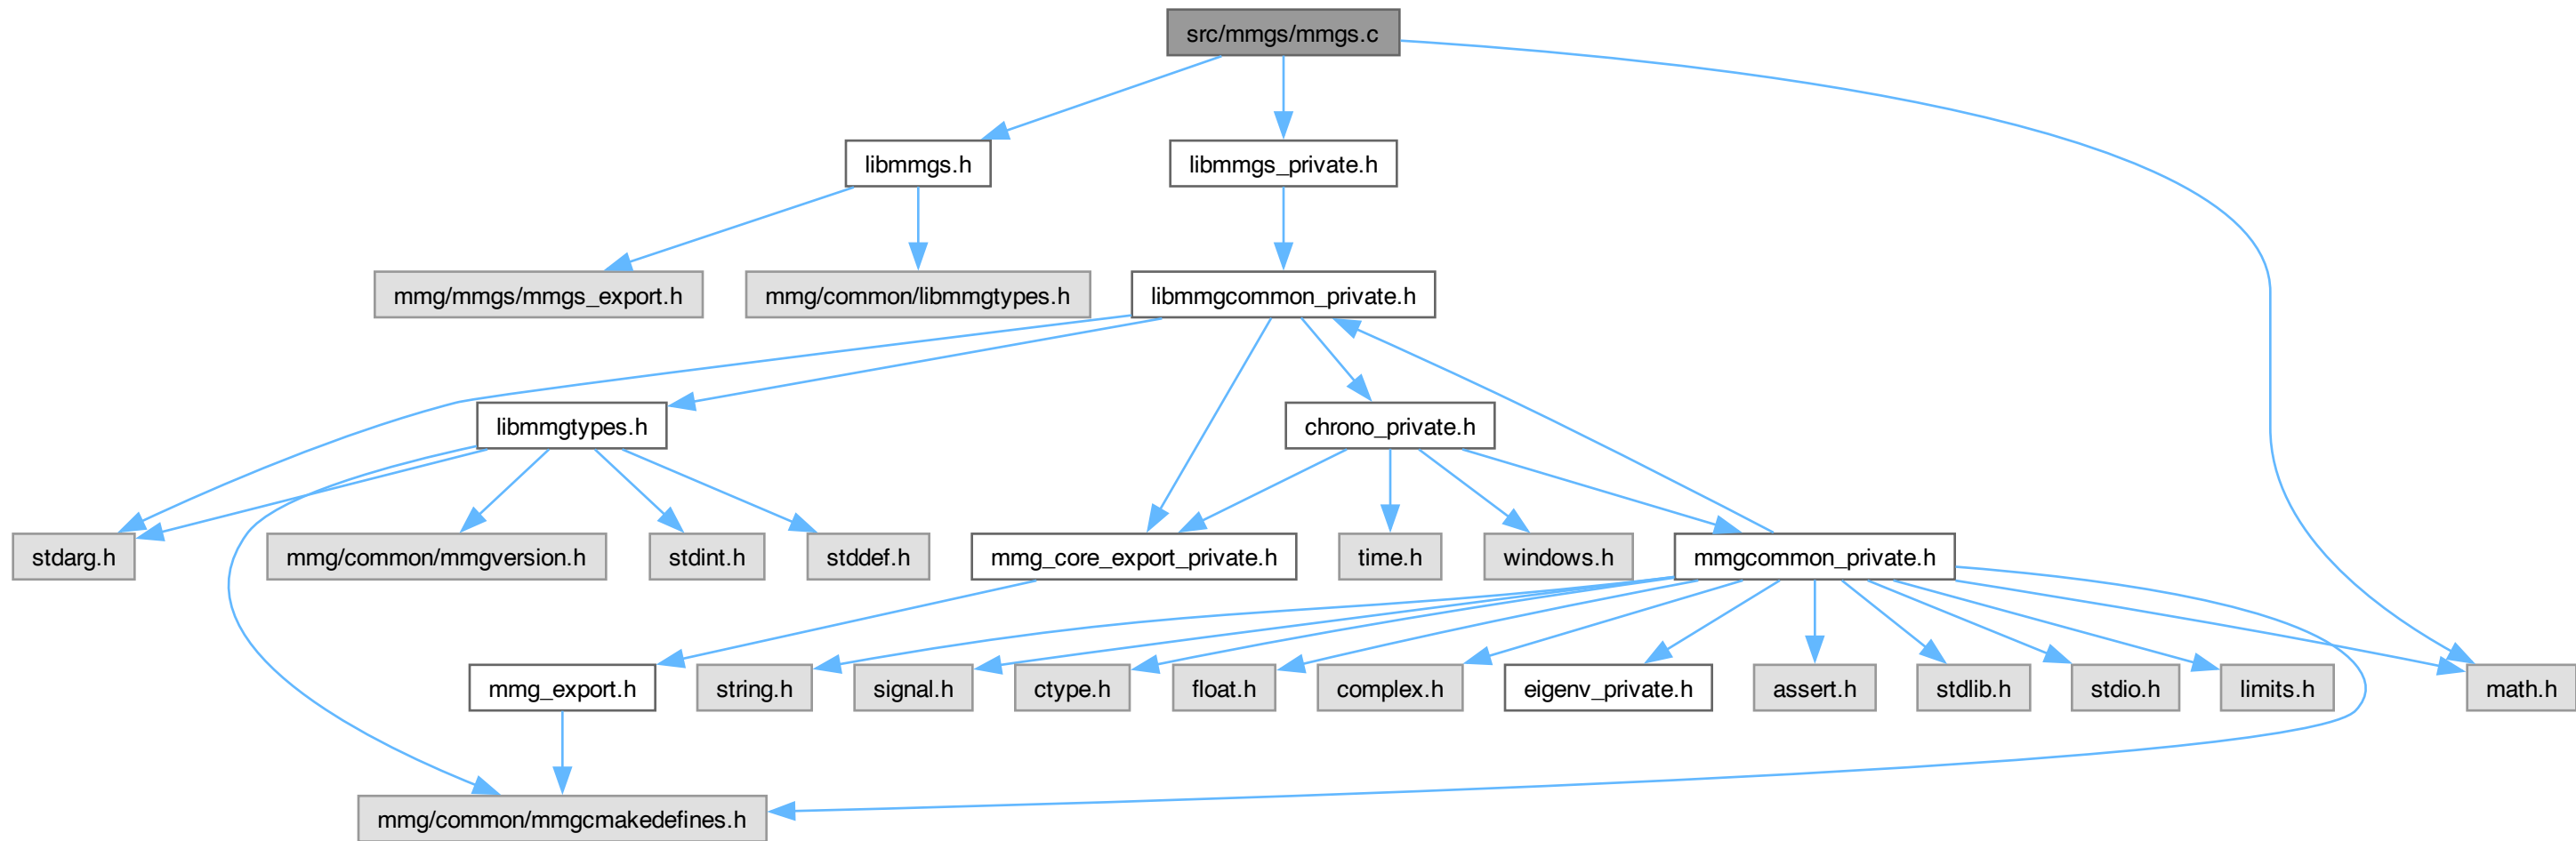 src/mmgs/mmgs.c
libmmgs.h
libmmgs_private.h
mmg/mmgs/mmgs_export.h
mmg/common/libmmgtypes.h
libmmgcommon_private.h
libmmgtypes.h
chrono_private.h
stdarg.h
mmg/common/mmgversion.h
stdint.h
stddef.h
mmg_core_export_private.h
time.h
windows.h
mmgcommon_private.h
mmg_export.h
string.h
signal.h
ctype.h
float.h
complex.h
eigenv_private.h
assert.h
stdlib.h
stdio.h
limits.h
math.h
mmg/common/mmgcmakedefines.h